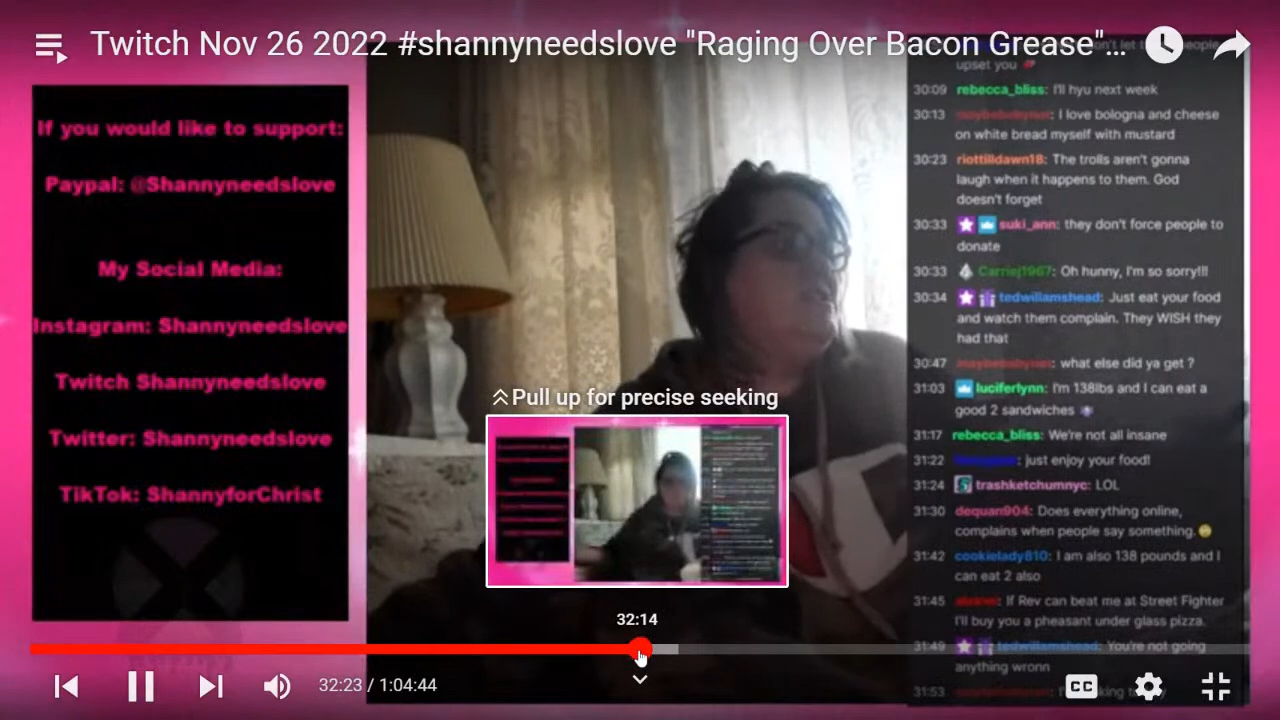 Twitch Nov 26 2022 #shannyneedslove "Raging Over Bacon Grease"...
If you would like to support:
Paypal: @Shannyneedslove
My Social Media:
Instagram: Shannyneedslove
Twitch Shannyneedslove
Twitter: Shannyneedslove
TikTok: ShannyforChrist
upset you
30:09 rebecca_bliss: I'll hyu next week
30:13 : I love bologna and cheese
on white bread myself with mustard
30:23 riottilldawn18: The trolls aren't gonna
laugh when it happens to them. God
doesn't forget
30:33 suki_ann: they don't force people to
donate
30:33 Carriej1967: Oh hunny, I'm so sorry!!!
30:34 tedwillamshead: Just eat your food
and watch them complain. They WISH they
had that
30:47 : what else did ya get ?
31:03 luciferlynn: I'm 138lbs and I can eat a
good 2 sandwiches
31:17 rebecca_bliss: We're not all insane
31:22 : just enjoy your food!
31:24 trashketchumnyc: LOL
31:30 dequan904: Does everything online,
complains when people say something.
31:42 cookielady810: I am also 138 pounds and I
can eat 2 also
31:45 : If Rev can beat me at Street Fighter
I'll buy you a pheasant under glass pizza.
31:49 tedwillamshead: You're not going
anything wronn
31:53
Pull up for precise seeking
32:14
32:23 / 1:04:44
CC